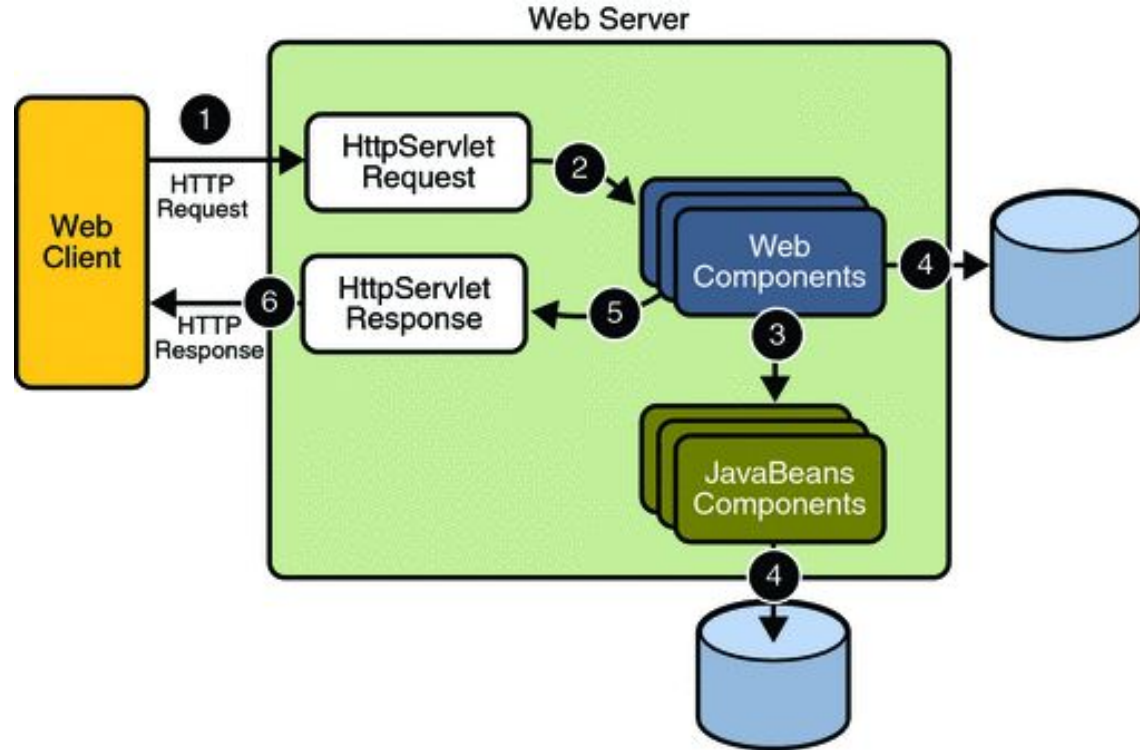 Web Server
1
HttpServlet
Request
2
HTTP
Request
Web
Client
Web
Components
4
HttpServlet
Response
5
6
HTTP
Response
3
JavaBeans
Components
4